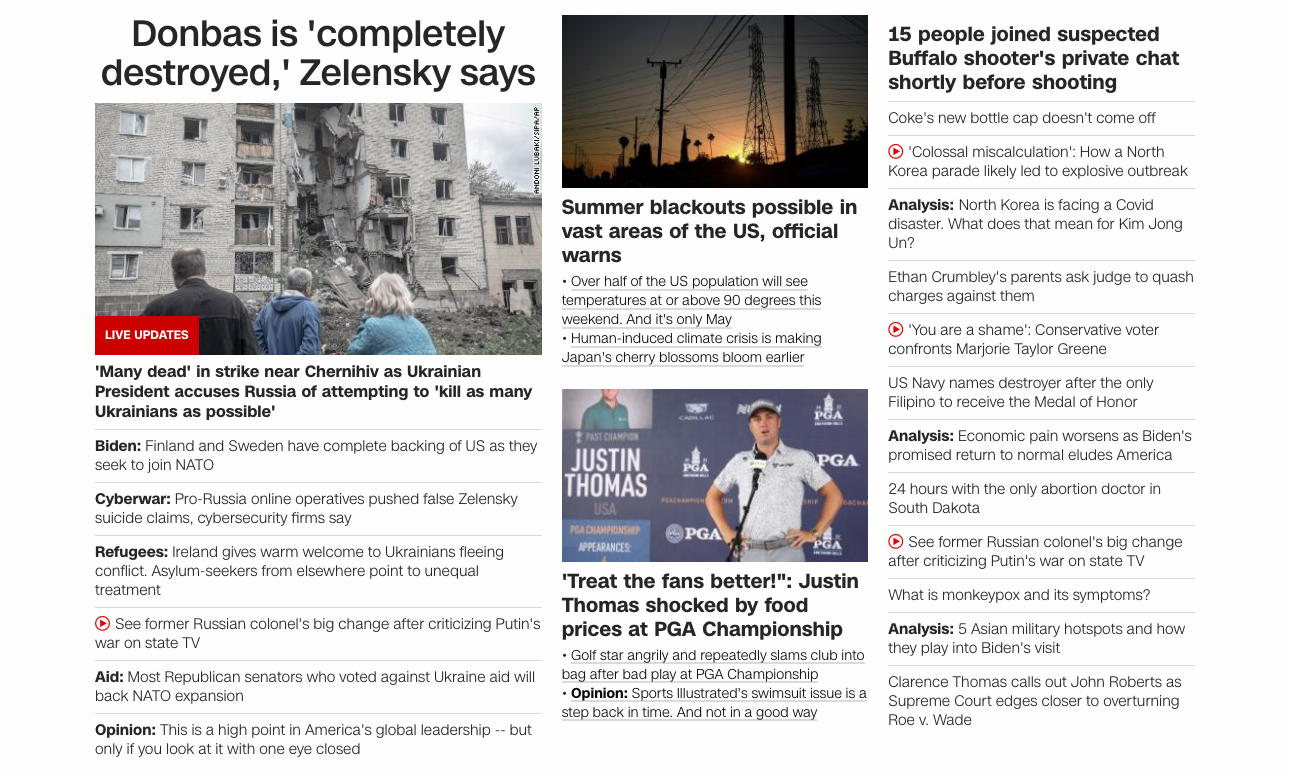 Donbas is 'completely
destroyed,' Zelensky says
ANDONI LUBAKI/SIPA/AP
LIVE UPDATES
'Many dead' in strike near Chernihiv as Ukrainian
President accuses Russia of attempting to 'kill as many
Ukrainians as possible'
Biden: Finland and Sweden have complete backing of US as they
seek to join NATO
Cyberwar: Pro-Russia online operatives pushed false Zelensky
suicide claims, cybersecurity firms say
Refugees: Ireland gives warm welcome to Ukrainians fleeing
conflict. Asylum-seekers from elsewhere point to unequal
treatment
See former Russian colonel's big change after criticizing Putin's
war on state TV
Aid: Most Republican senators who voted against Ukraine aid will
back NATO expansion
Opinion: This is a high point in America's global leadership -- but
only if you look at it with one eye closed
Summer blackouts possible in
vast areas of the US, official
warns
• Over half of the US population will see
temperatures at or above 90 degrees this
weekend. And it's only May
• Human-induced climate crisis is making
Japan's cherry blossoms bloom earlier
CADILLAC
PGA
PAST CHAMPION
JUSTIN
THOMAS
USA
PGA CHAMPIONSHIP
APPEARANCES:
PGA
PGA
PGA
PGA
'Treat the fans better!": Justin
Thomas shocked by food
prices at PGA Championship
• Golf star angrily and repeatedly slams club into
bag after bad play at PGA Championship
• Opinion: Sports Illustrated's swimsuit issue is a
step back in time. And not in a good way
15 people joined suspected
Buffalo shooter's private chat
shortly before shooting
Coke's new bottle cap doesn't come off
'Colossal miscalculation': How a North
Korea parade likely led to explosive outbreak
Analysis: North Korea is facing a Covid
disaster. What does that mean for Kim Jong
Un?
Ethan Crumbley's parents ask judge to quash
charges against them
'You are a shame': Conservative voter
confronts Marjorie Taylor Greene
US Navy names destroyer after the only
Filipino to receive the Medal of Honor
Analysis: Economic pain worsens as Biden's
promised return to normal eludes America
24 hours with the only abortion doctor in
South Dakota
See former Russian colonel's big change
after criticizing Putin's war on state TV
What is monkeypox and its symptoms?
Analysis: 5 Asian military hotspots and how
they play into Biden's visit
Clarence Thomas calls out John Roberts as
Supreme Court edges closer to overturning
Roe v. Wade